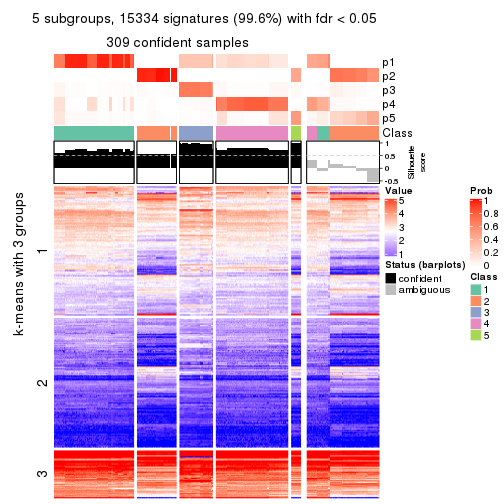 5 subgroups, 15334 signatures (99.6%) with fdr < 0.05
309 confident samples
p1
p2
p3
p4
p5
Class
1
0.5
0
-0.5
Silhouette
score
k-means with 3 groups
1
2
3
Value
5
4
3
2
1
Status (barplots)
confident
ambiguous
Prob
1
0.8
0.6
0.4
0.2
0
Class
1
2
3
4
5